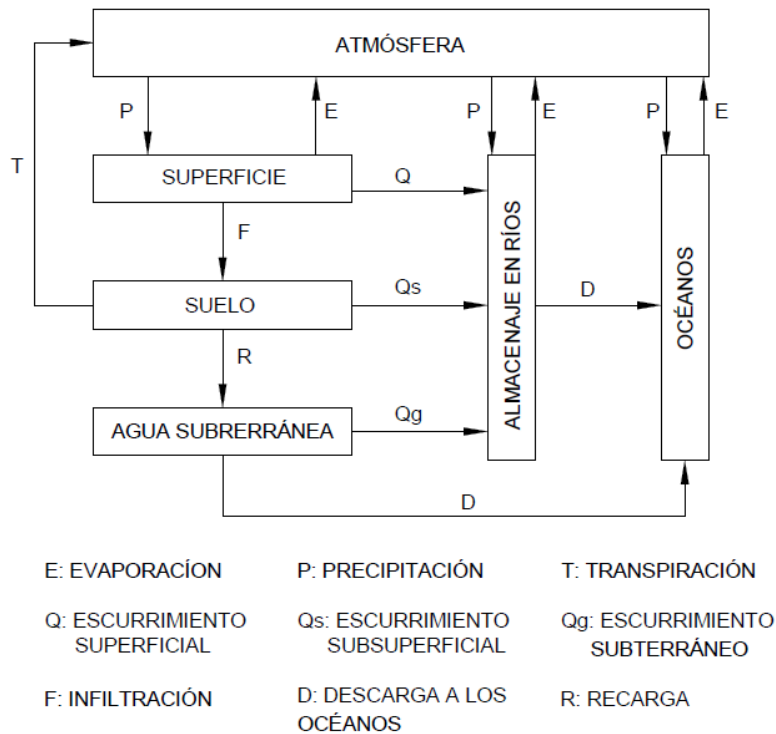 ATMÓSFERA
P
E
P
E
P
E
T
SUPERFICIE
Q
F
SUELO
Qs
R
AGUA SUBRERRÁNEA
Qg
ALMACENAJE EN RÍOS
D
OCÉANOS
D
E: EVAPORACÍON
P: PRECIPITACIÓN
T: TRANSPIRACIÓN
Q: ESCURRIMIENTO
SUPERFICIAL
Qs: ESCURRIMIENTO
SUBSUPERFICIAL
Qg: ESCURRIMIENTO
SUBTERRÁNEO
F: INFILTRACIÓN
D: DESCARGA A LOS
OCÉANOS
R: RECARGA